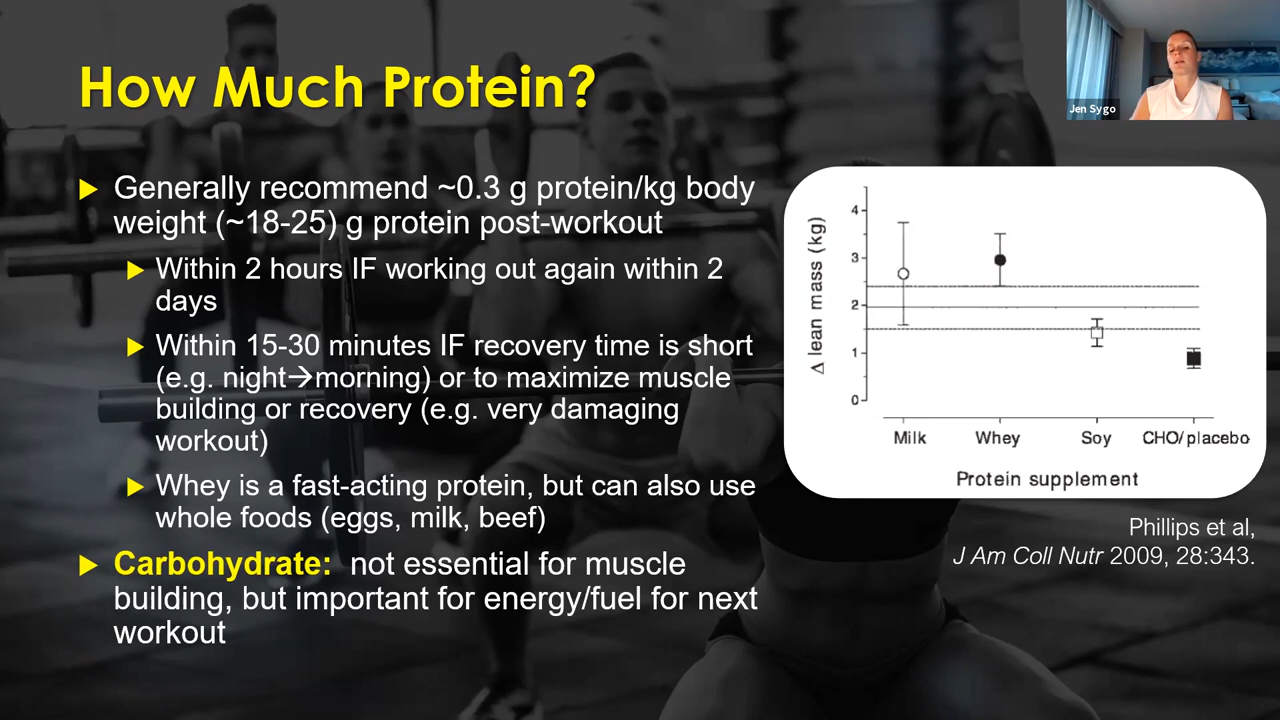 How Much Protein?
Jen Sygo
Generally recommend ~0.3 g protein/kg body
weight (~18-25) g protein post-workout
Within 2 hours IF working out again within 2
days
Within 15-30 minutes IF recovery time is short
(e.g. night→morning) or to maximize muscle
building or recovery (e.g. very damaging
workout)
Whey is a fast-acting protein, but can also use
whole foods (eggs, milk, beef)
Carbohydrate: not essential for muscle
building, but important for energy/fuel for next
workout
Δ lean mass (kg)
4
3
2
1
0
Milk Whey Soy CHO/placebo
Protein supplement
Phillips et al,
J Am Coll Nutr 2009, 28:343.